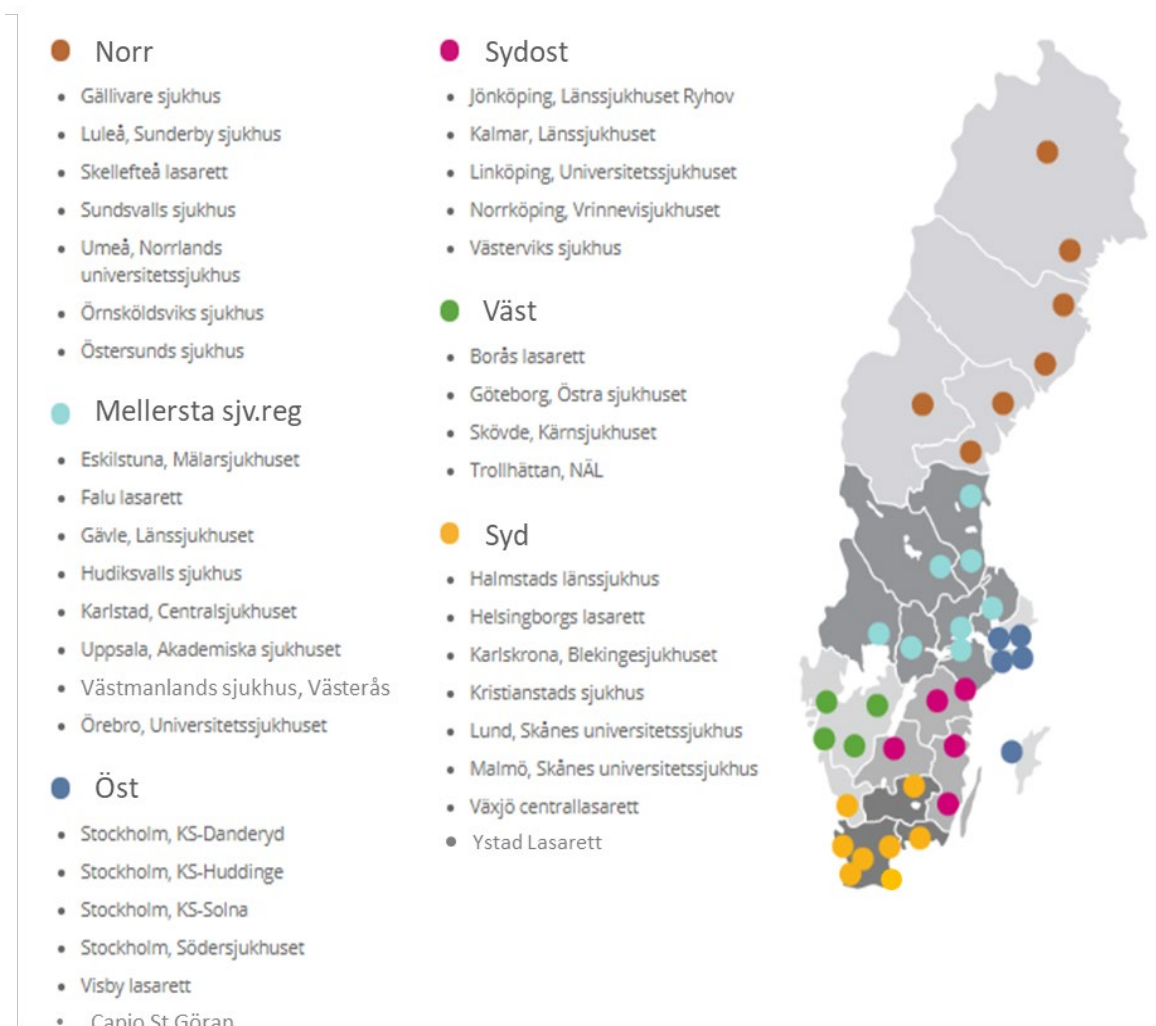 Norr
Gällivare sjukhus
Luleå, Sunderby sjukhus
Skellefteå lasarett
Sundsvalls sjukhus
Umeå, Norrlands
universitetssjukhus
Örnsköldsviks sjukhus
Östersunds sjukhus
Mellersta sjv.reg
Eskilstuna, Mälarsjukhuset
Falu lasarett
Gävle, Länssjukhuset
Hudiksvalls sjukhus
Karlstad, Centralsjukhuset
Uppsala, Akademiska sjukhuset
Västmanlands sjukhus, Västerås
Örebro, Universitetssjukhuset
Öst
Stockholm, KS-Danderyd
Stockholm, KS-Huddinge
Stockholm, KS-Solna
Stockholm, Södersjukhuset
Visby lasarett
Capio St Göran
Sydost
Jönköping, Länssjukhuset Ryhov
Kalmar, Länssjukhuset
Linköping, Universitetssjukhuset
Norrköping, Vrinnevisjukhuset
Västerviks sjukhus
Väst
Borås lasarett
Göteborg, Östra sjukhuset
Skövde, Kärnsjukhuset
Trollhättan, NÄL
Syd
Halmstads länssjukhus
Helsingborgs lasarett
Karlskrona, Blekingesjukhuset
Kristianstads sjukhus
Lund, Skånes universitetssjukhus
Malmö, Skånes universitetssjukhus
Växjö centrallasarett
Ystad Lasarett